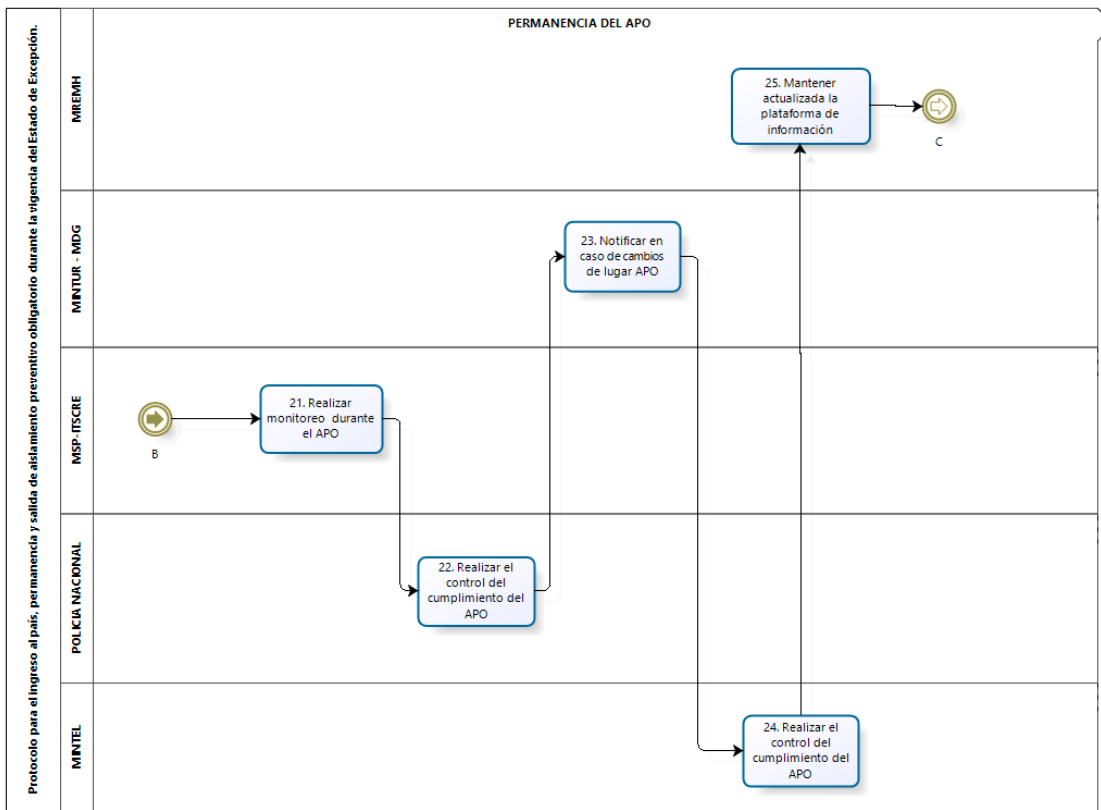 Protocolo para el ingreso al país, permanencia y salida de aislamiento preventivo obligatorio durante la vigencia del Estado de Excepción.
PERMANENCIA DEL APO
MREMH
25. Mantener
actualizada la
plataforma de
información
C
MINTUR - MDG
23. Notificar en
caso de cambios
de lugar APO
MSP-ITSCRE
B
21. Realizar
monitoreo durante
el APO
POLICIA NACIONAL
22. Realizar el
control del
cumplimiento del
APO
MINTEL
24. Realizar el
control del
cumplimiento del
APO